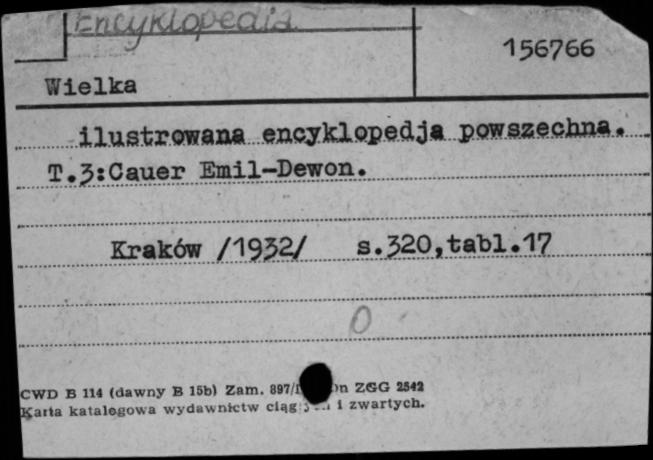 Encyklopedia
156766
Wielka
ilustrowana encyklopedja powszechna.
T.3:Cauer Emil-Dewon.
Kraków /1932/ s.320,tabl.17
0
CWD B 114 (dawny B 15b) Zam. 897/ ZGG 2542
Karta katalogowa wydawnictw i zwartych.